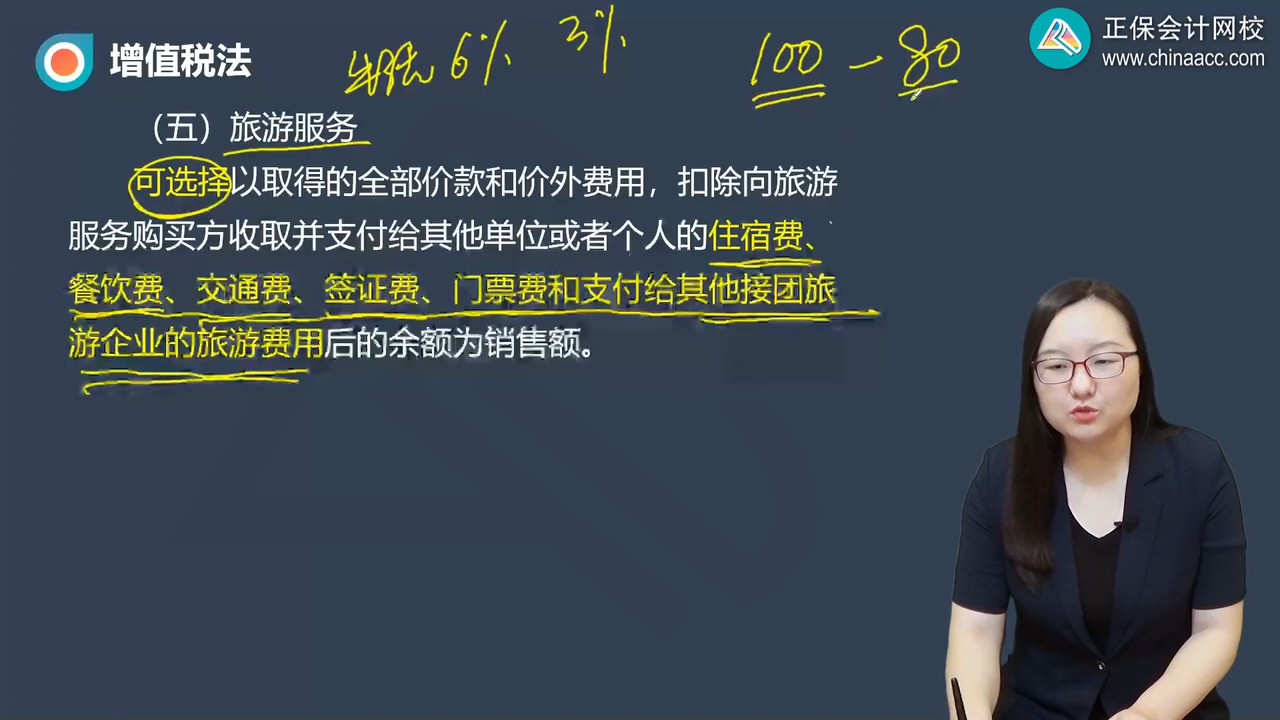 增值税法
6% 3%
100 - 80
正保会计网校
www.chinaacc.com
（五）旅游服务
可选择以取得的全部价款和价外费用，扣除向旅游
服务购买方收取并支付给其他单位或者个人的住宿费、
餐饮费、交通费、签证费、门票费和支付给其他接团旅
游企业的旅游费用后的余额为销售额。